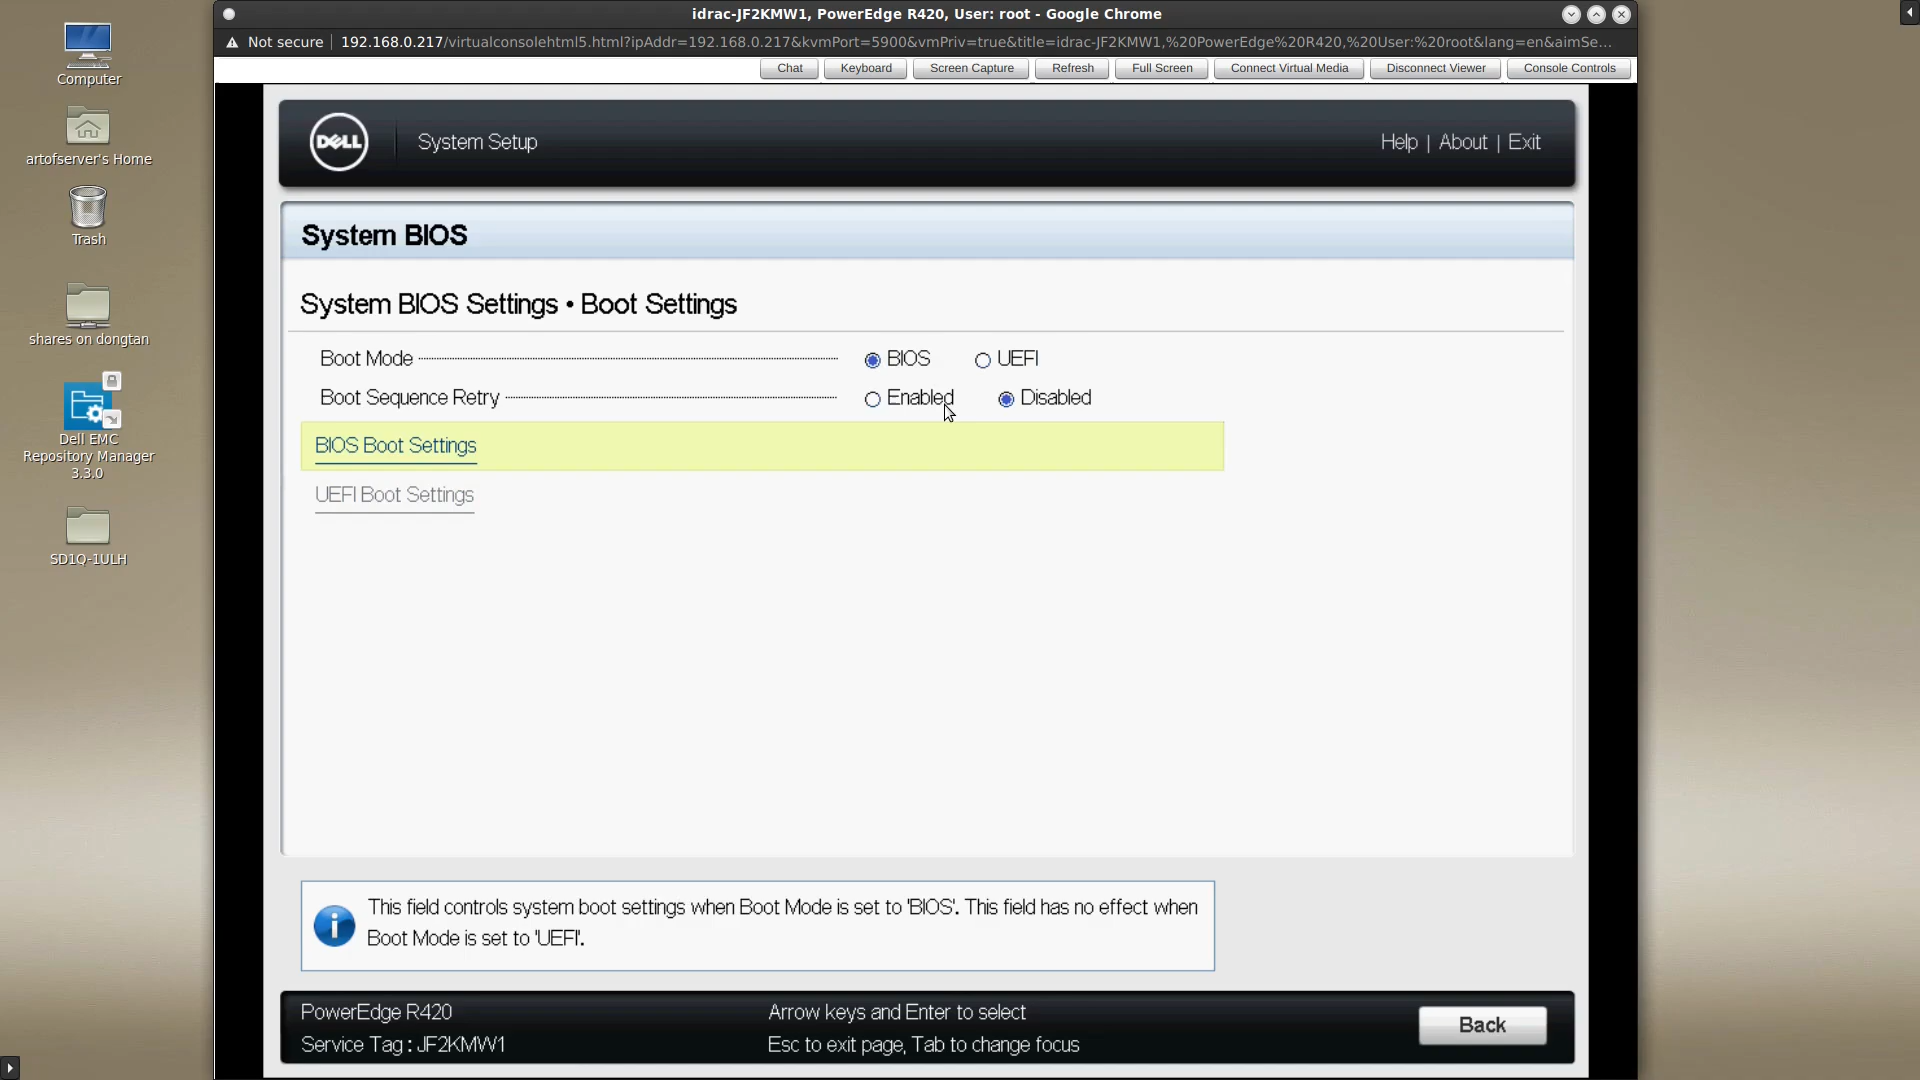 idrac-JF2KMW1, PowerEdge R420, User: root - Google Chrome
Not secure
192.168.0.217/virtualconsolehtml5.html?ipAddr=192.168.0.217&kvmPort=5900&vmPriv=true&title=idrac-JF2KMW1,%20PowerEdge%20R420,%20User:%20root&lang=en&aimSe...
Chat
Keyboard
Screen Capture
Refresh
Full Screen
Connect Virtual Media
Disconnect Viewer
Console Controls
Computer
artofserver's Home
Trash
shares on dongtan
Dell EMC
Repository Manager
3.3.0
SD1Q-1ULH
DELL
System Setup
Help | About | Exit
System BIOS
System BIOS Settings • Boot Settings
Boot Mode BIOS UEFI
Boot Sequence Retry Enabled Disabled
BIOS Boot Settings
UEFI Boot Settings
This field controls system boot settings when Boot Mode is set to 'BIOS'. This field has no effect when
Boot Mode is set to 'UEFI'.
PowerEdge R420
Service Tag : JF2KMW1
Arrow keys and Enter to select
Esc to exit page, Tab to change focus
Back